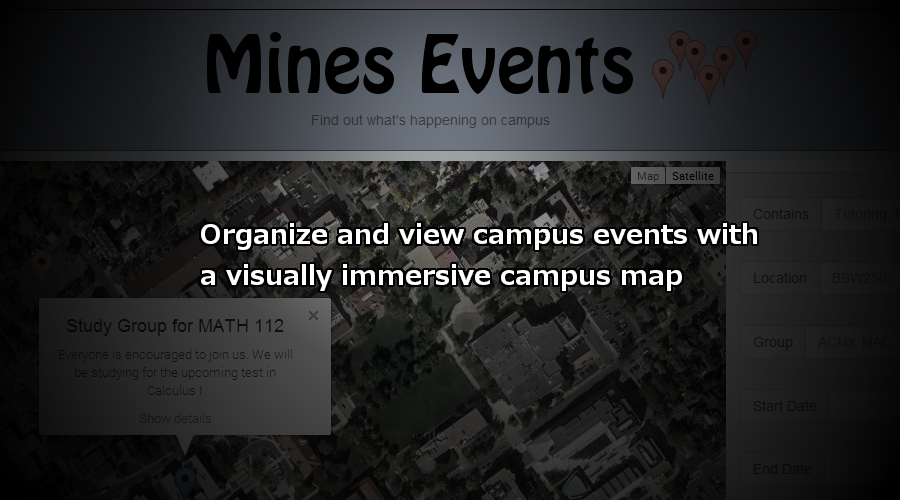 Mines Events
Find out what's happening on campus
Map
Satellite
Organize and view campus events with
a visually immersive campus map
Contains
Tutoring,
Location
BBW250
Study Group for MATH 112
×
Everyone is encouraged to join us. We will
be studying for the upcoming test in
Calculus I
Show details
Group
ACMx,
Start Date
End Date